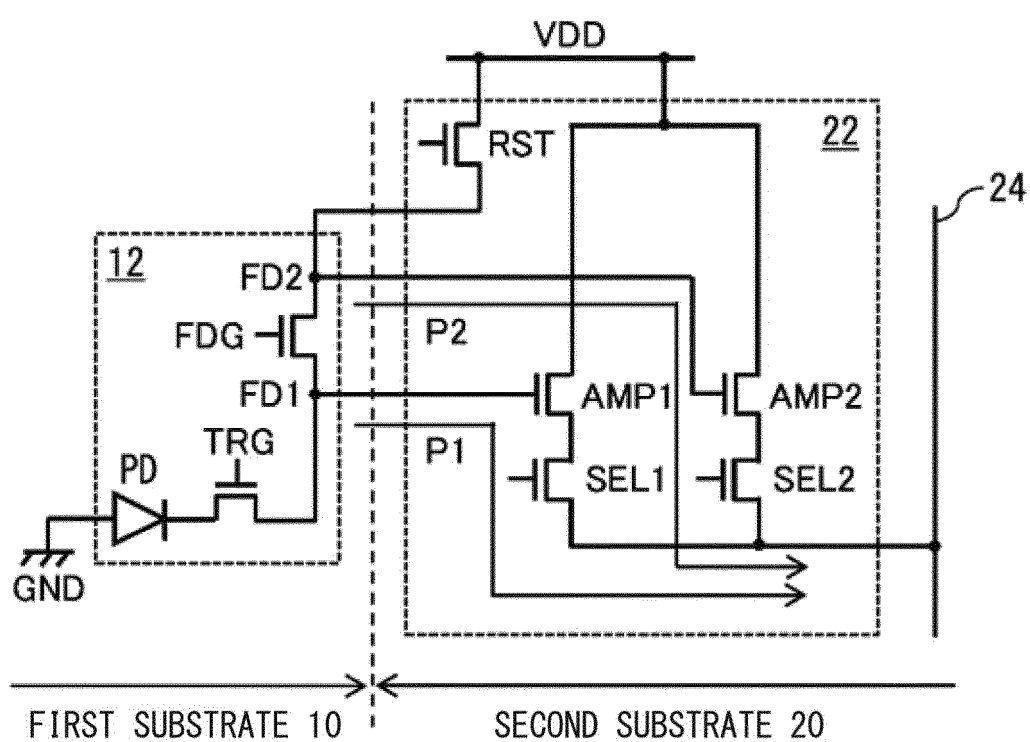 VDD
RST
22
24
12
FD2
FDG
P2
FD1
AMP1
AMP2
TRG
P1
PD
SEL1
SEL2
GND
FIRST SUBSTRATE 10
SECOND SUBSTRATE 20